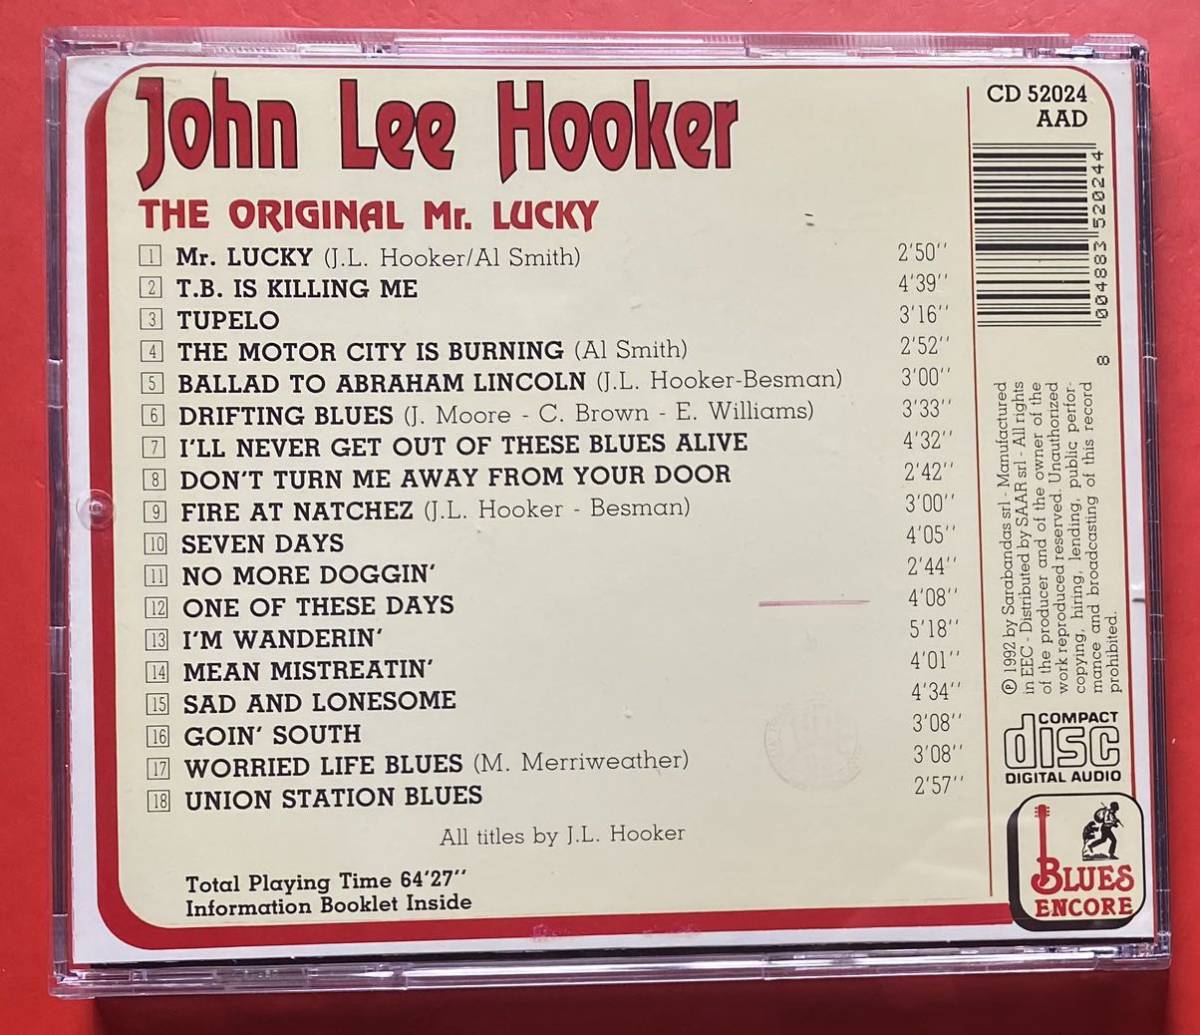 John Lee Hooker
THE ORIGINAL Mr. LUCKY
1 Mr. LUCKY (J.L. Hooker/Al Smith) 2'50''
2 T.B. IS KILLING ME 4'39''
3 TUPELO 3'16''
4 THE MOTOR CITY IS BURNING (Al Smith) 2'52''
5 BALLAD TO ABRAHAM LINCOLN (J.L. Hooker-Besman) 3'00''
6 DRIFTING BLUES (J. Moore - C. Brown - E. Williams) 3'33''
7 I'LL NEVER GET OUT OF THESE BLUES ALIVE 4'32''
8 DON'T TURN ME AWAY FROM YOUR DOOR 2'42''
9 FIRE AT NATCHEZ (J.L. Hooker - Besman) 3'00''
10 SEVEN DAYS 4'05''
11 NO MORE DOGGIN' 2'44''
12 ONE OF THESE DAYS 4'08''
13 I'M WANDERIN' 5'18''
14 MEAN MISTREATIN' 4'01''
15 SAD AND LONESOME 4'34''
16 GOIN' SOUTH 3'08''
17 WORRIED LIFE BLUES (M. Merriweather) 3'08''
18 UNION STATION BLUES 2'57''
All titles by J.L. Hooker
Total Playing Time 64'27''
Information Booklet Inside
CD 52024
AAD
004883 520244
8
℗ 1992 by Sarabandas srl - Manufactured
in EEC - Distributed by SAAR srl - All rights
of the producer and of the owner of the
work reproduced reserved. Unauthorized
copying, hiring, lending, public perfor-
mance and broadcasting of this record
prohibited.
COMPACT
disc
DIGITAL AUDIO
BLUES
ENCORE